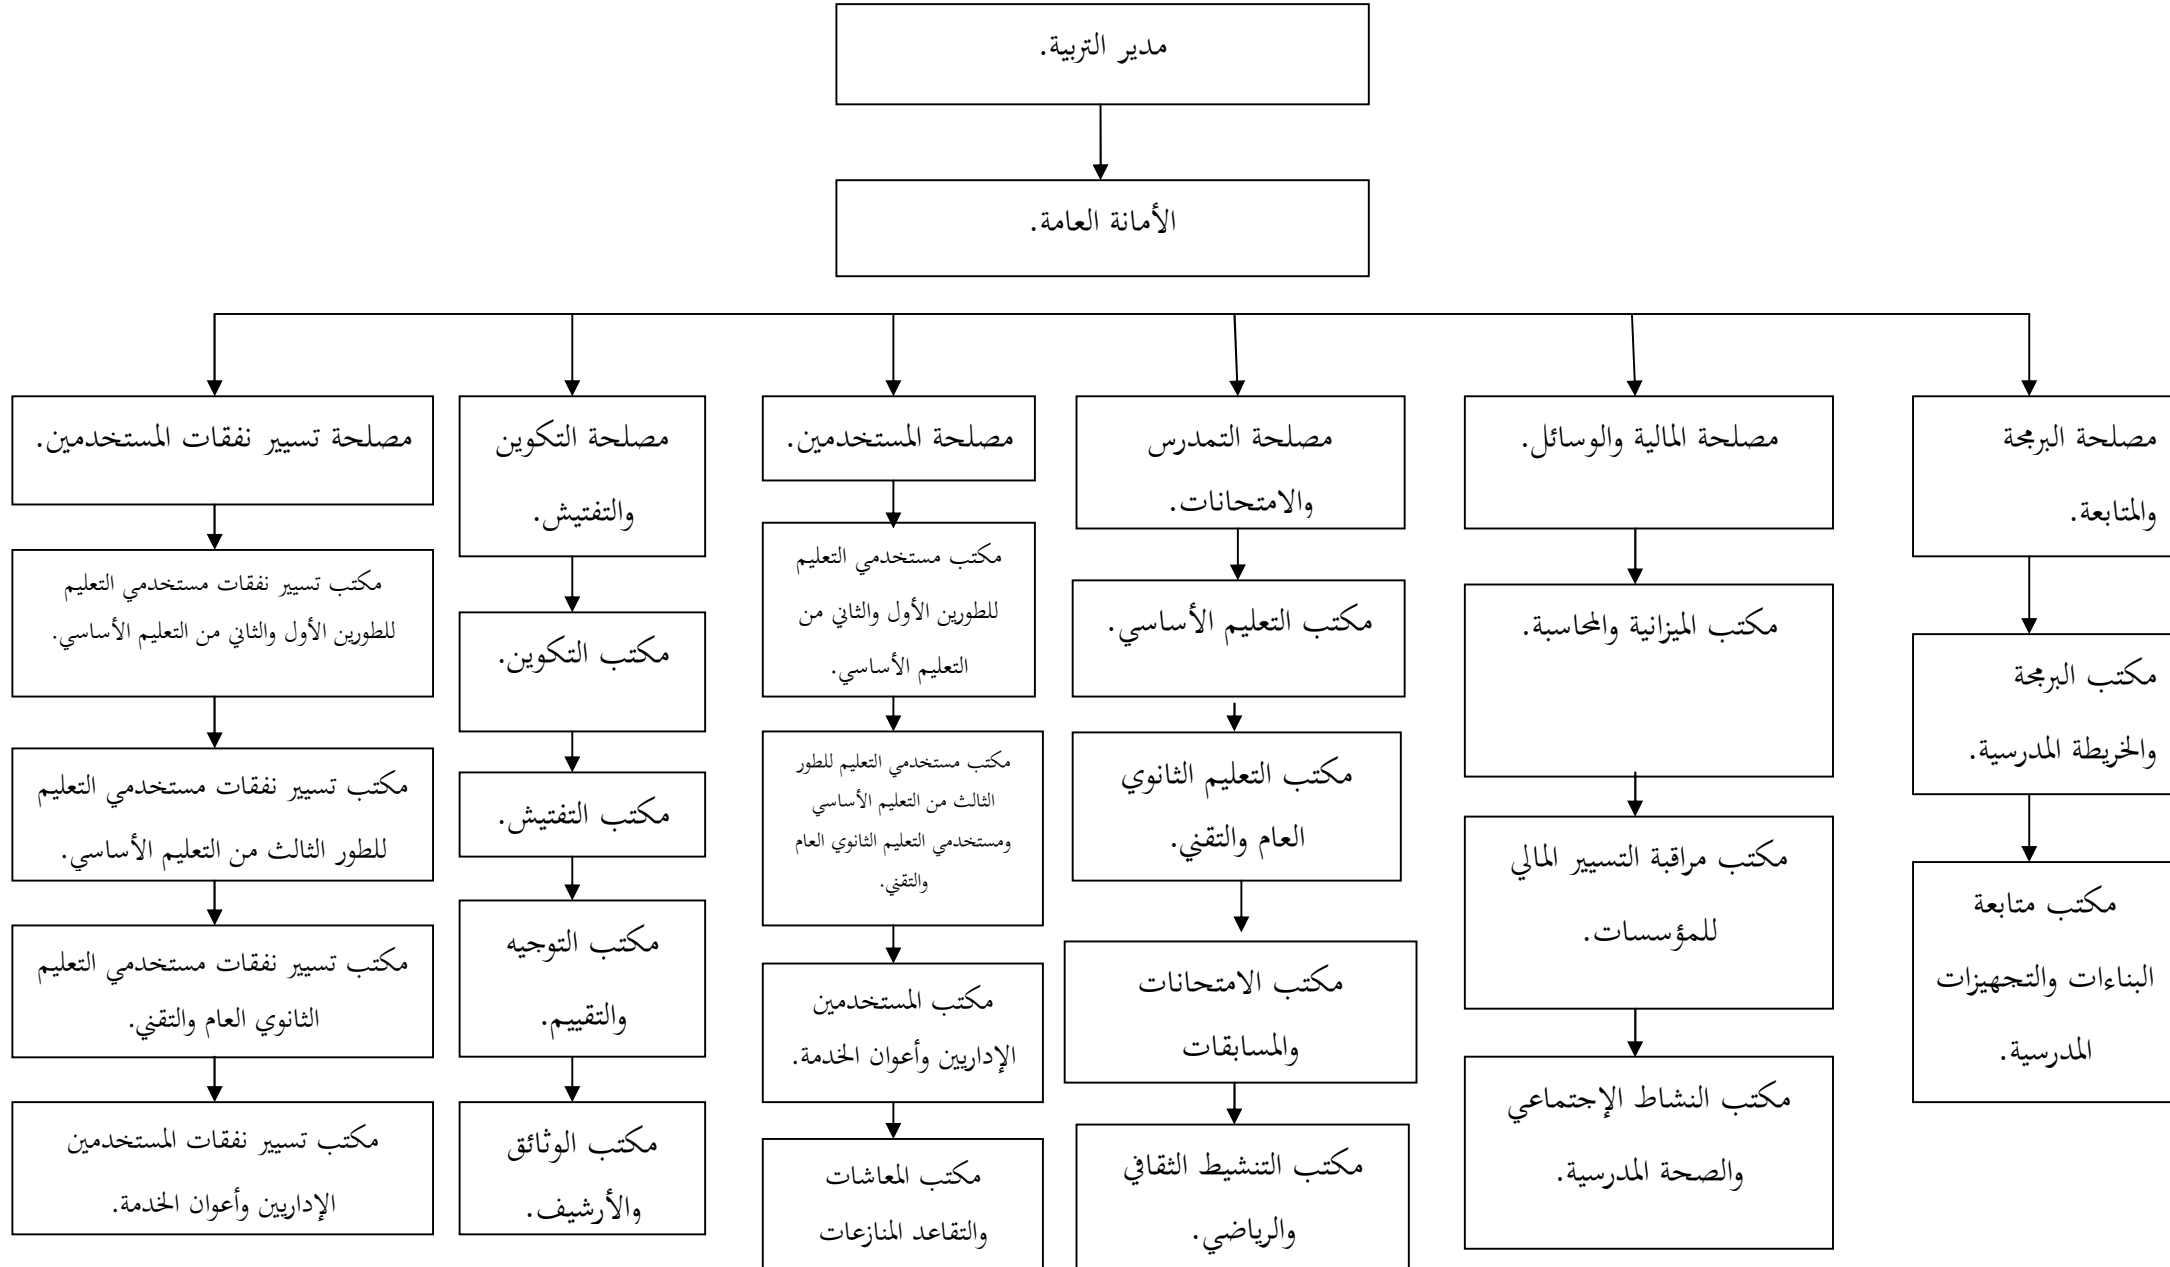 مدير التربية.
الأمانة العامة.
مصلحة البرمجة
والمتابعة.
مكتب البرمجة
والخريطة المدرسية.
مكتب متابعة
البناءات والتجهيزات
المدرسية.
مصلحة المالية والوسائل.
مكتب الميزانية والمحاسبة.
مكتب مراقبة التسيير المالي
للمؤسسات.
مكتب النشاط الإجتماعي
والصحة المدرسية.
مصلحة التمدرس
والامتحانات.
مكتب التعليم الأساسي.
مكتب التعليم الثانوي
العام والتقني.
مكتب الامتحانات
والمسابقات
مكتب التنشيط الثقافي
والرياضي.
مصلحة المستخدمين.
مكتب مستخدمي التعليم
للطورين الأول والثاني من
التعليم الأساسي.
مكتب مستخدمي التعليم للطور
الثالث من التعليم الأساسي
ومستخدمي التعليم الثانوي العام
والتقني.
مكتب المستخدمين
الإداريين وأعوان الخدمة.
مكتب المعاشات
والتقاعد المنازعات
مصلحة التكوين
والتفتيش.
مكتب التكوين.
مكتب التفتيش.
مكتب التوجيه
والتقييم.
مكتب الوثائق
والأرشيف.
مصلحة تسيير نفقات المستخدمين.
مكتب تسيير نفقات مستخدمي التعليم
للطورين الأول والثاني من التعليم الأساسي.
مكتب تسيير نفقات مستخدمي التعليم
للطور الثالث من التعليم الأساسي.
مكتب تسيير نفقات مستخدمي التعليم
الثانوي العام والتقني.
مكتب تسيير نفقات المستخدمين
الإداريين وأعوان الخدمة.